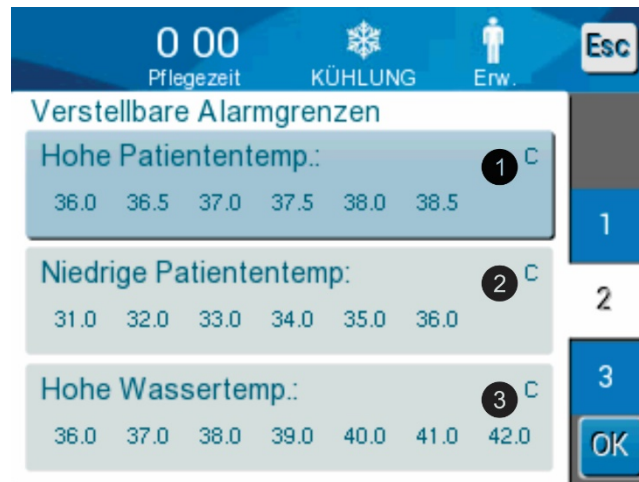 0 00
Pflegezeit
KÜHLUNG
Erw.
Esc
Verstellbare Alarmgrenzen
Hohe Patiententemp.:
1 C
36.0 36.5 37.0 37.5 38.0 38.5
Niedrige Patiententemp:
2 C
31.0 32.0 33.0 34.0 35.0 36.0
Hohe Wassertemp.:
3 C
36.0 37.0 38.0 39.0 40.0 41.0 42.0
1
2
3
OK